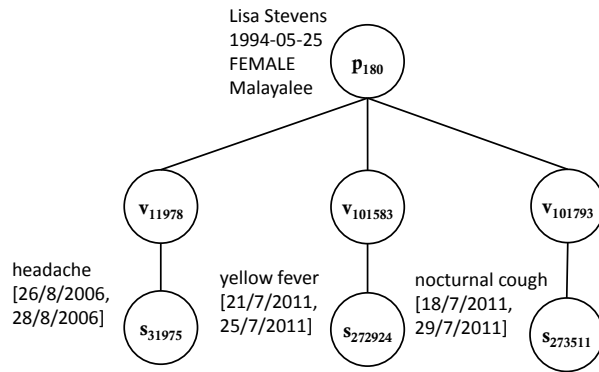 Lisa Stevens
1994-05-25
FEMALE
Malayalee
p180
v11978
v101583
v101793
headache
[26/8/2006,
28/8/2006]
s31975
yellow fever
[21/7/2011,
25/7/2011]
s272924
nocturnal cough
[18/7/2011,
29/7/2011]
s273511